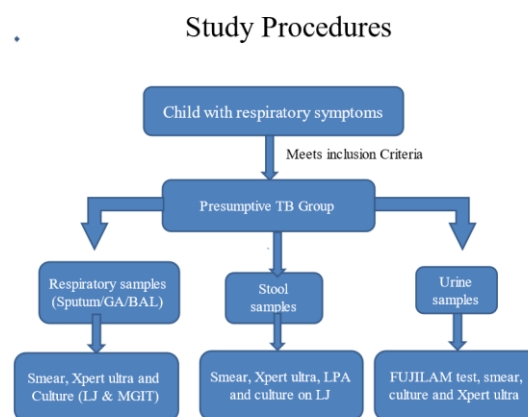 Study Procedures
Child with respiratory symptoms
Meets inclusion Criteria
Presumptive TB Group
Respiratory samples
(Sputum/GA/BAL)
Stool
samples
Urine
samples
Smear, Xpert ultra and
Culture (LJ & MGIT)
Smear, Xpert ultra, LPA
and culture on LJ
FUJILAM test, smear,
culture and Xpert ultra